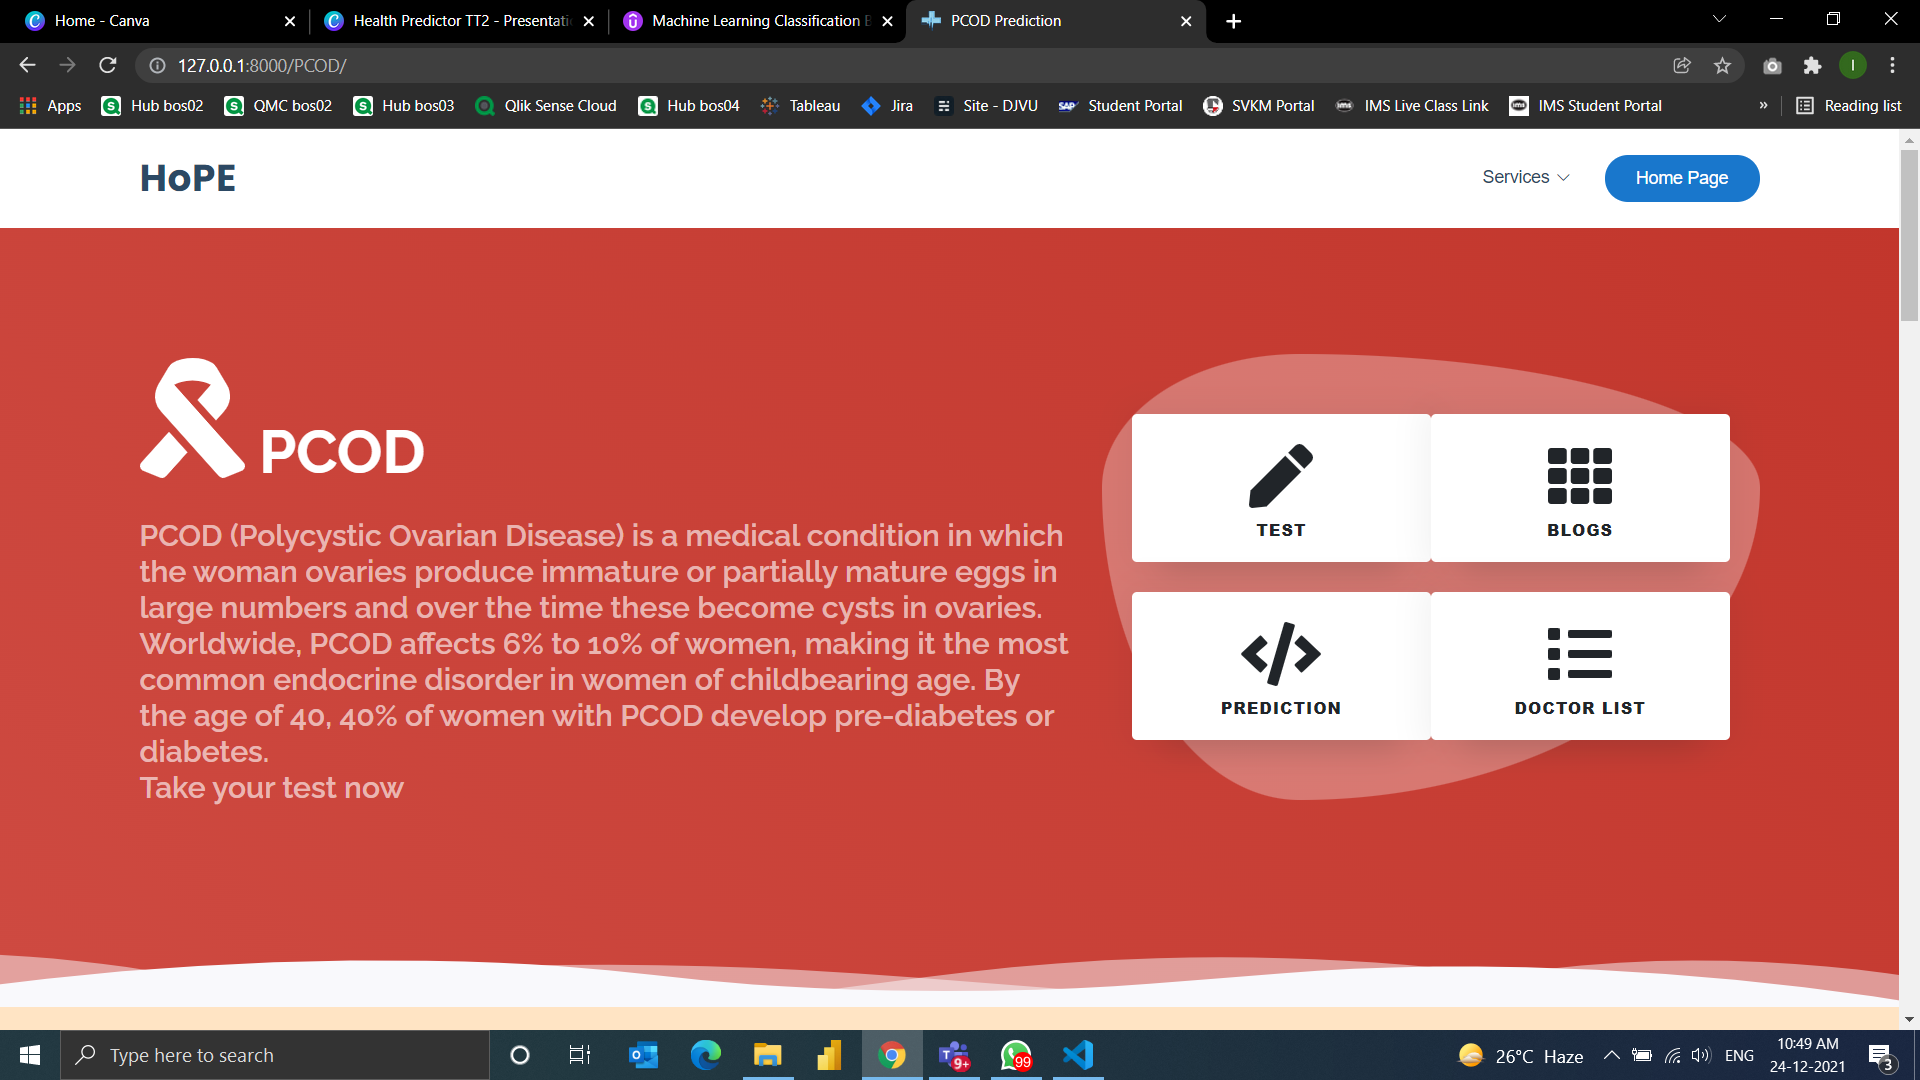 Home - Canva
Health Predictor TT2 - Presentati
Machine Learning Classification B
PCOD Prediction
127.0.0.1:8000/PCOD/
Apps Hub bos02 QMC bos02 Hub bos03 Qlik Sense Cloud Hub bos04 Tableau Jira Site - DJVU SAP Student Portal SVKM Portal ims IMS Live Class Link ims IMS Student Portal » Reading list
HoPE
Services
Home Page
PCOD
PCOD (Polycystic Ovarian Disease) is a medical condition in which
the woman ovaries produce immature or partially mature eggs in
large numbers and over the time these become cysts in ovaries.
Worldwide, PCOD affects 6% to 10% of women, making it the most
common endocrine disorder in women of childbearing age. By
the age of 40, 40% of women with PCOD develop pre-diabetes or
diabetes.
Take your test now
TEST
BLOGS
PREDICTION
DOCTOR LIST
Type here to search
9+
99
26°C Haze
ENG
10:49 AM
24-12-2021
3